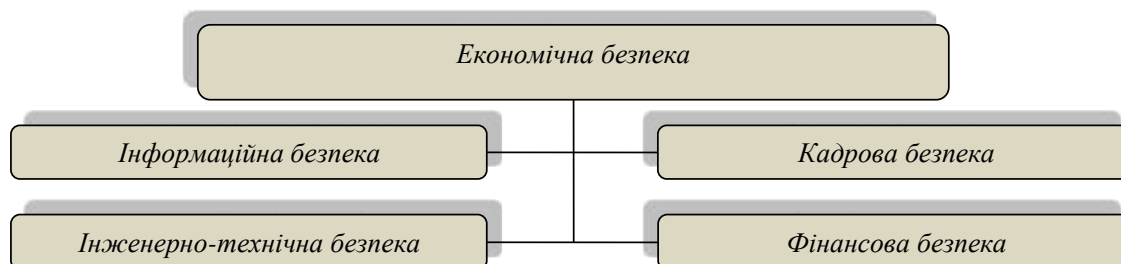 Економічна безпека
Інформаційна безпека
Кадрова безпека
Інженерно-технічна безпека
Фінансова безпека